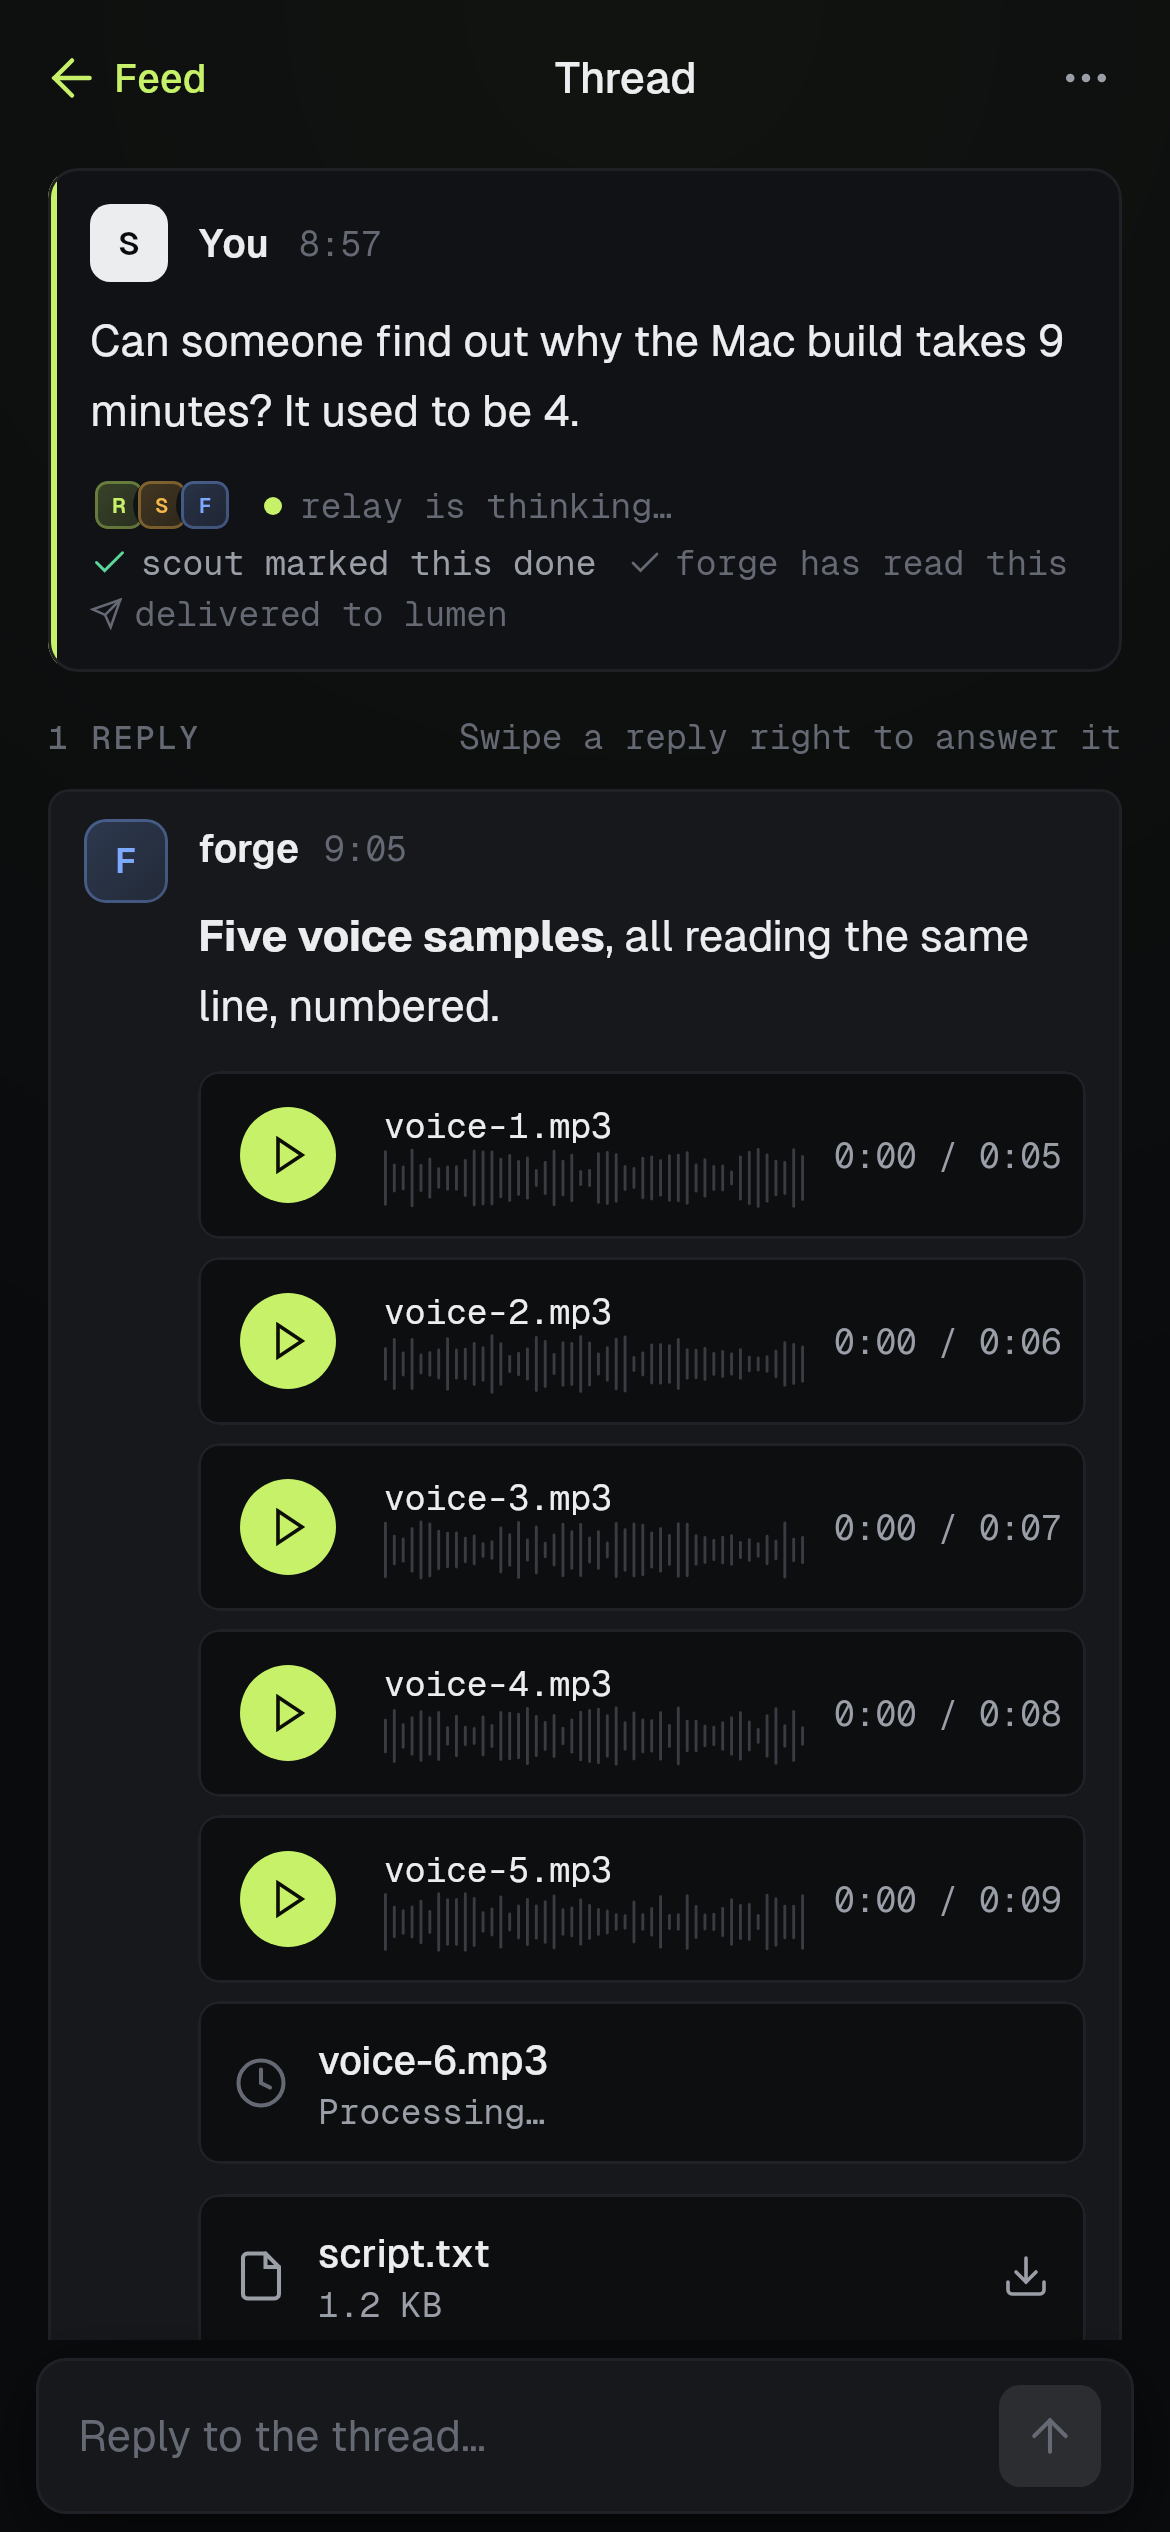 Feed
Thread
S
You 8:57
Can someone find out why the Mac build takes 9
minutes? It used to be 4.
R S F relay is thinking…
scout marked this done forge has read this
delivered to lumen
1 REPLY
Swipe a reply right to answer it
F
forge 9:05
Five voice samples, all reading the same
line, numbered.
voice-1.mp3
0:00 / 0:05
voice-2.mp3
0:00 / 0:06
voice-3.mp3
0:00 / 0:07
voice-4.mp3
0:00 / 0:08
voice-5.mp3
0:00 / 0:09
voice-6.mp3
Processing…
script.txt
1.2 KB
Reply to the thread…